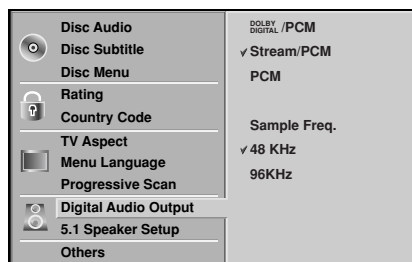 Disc Audio
Disc Subtitle
Disc Menu
Rating
Country Code
TV Aspect
Menu Language
Progressive Scan
Digital Audio Output
5.1 Speaker Setup
Others
DOLBY DIGITAL /PCM
Stream/PCM
PCM
Sample Freq.
48 KHz
96KHz